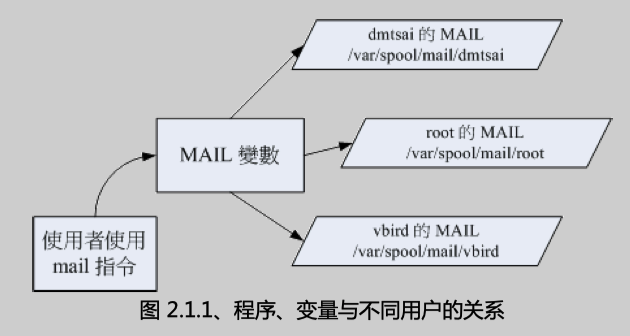 dmtsai 的 MAIL
/var/spool/mail/dmtsai
MAIL 變數
root 的 MAIL
/var/spool/mail/root
使用者使用
mail 指令
vbird 的 MAIL
/var/spool/mail/vbird
图 2.1.1、程序、变量与不同用户的关系